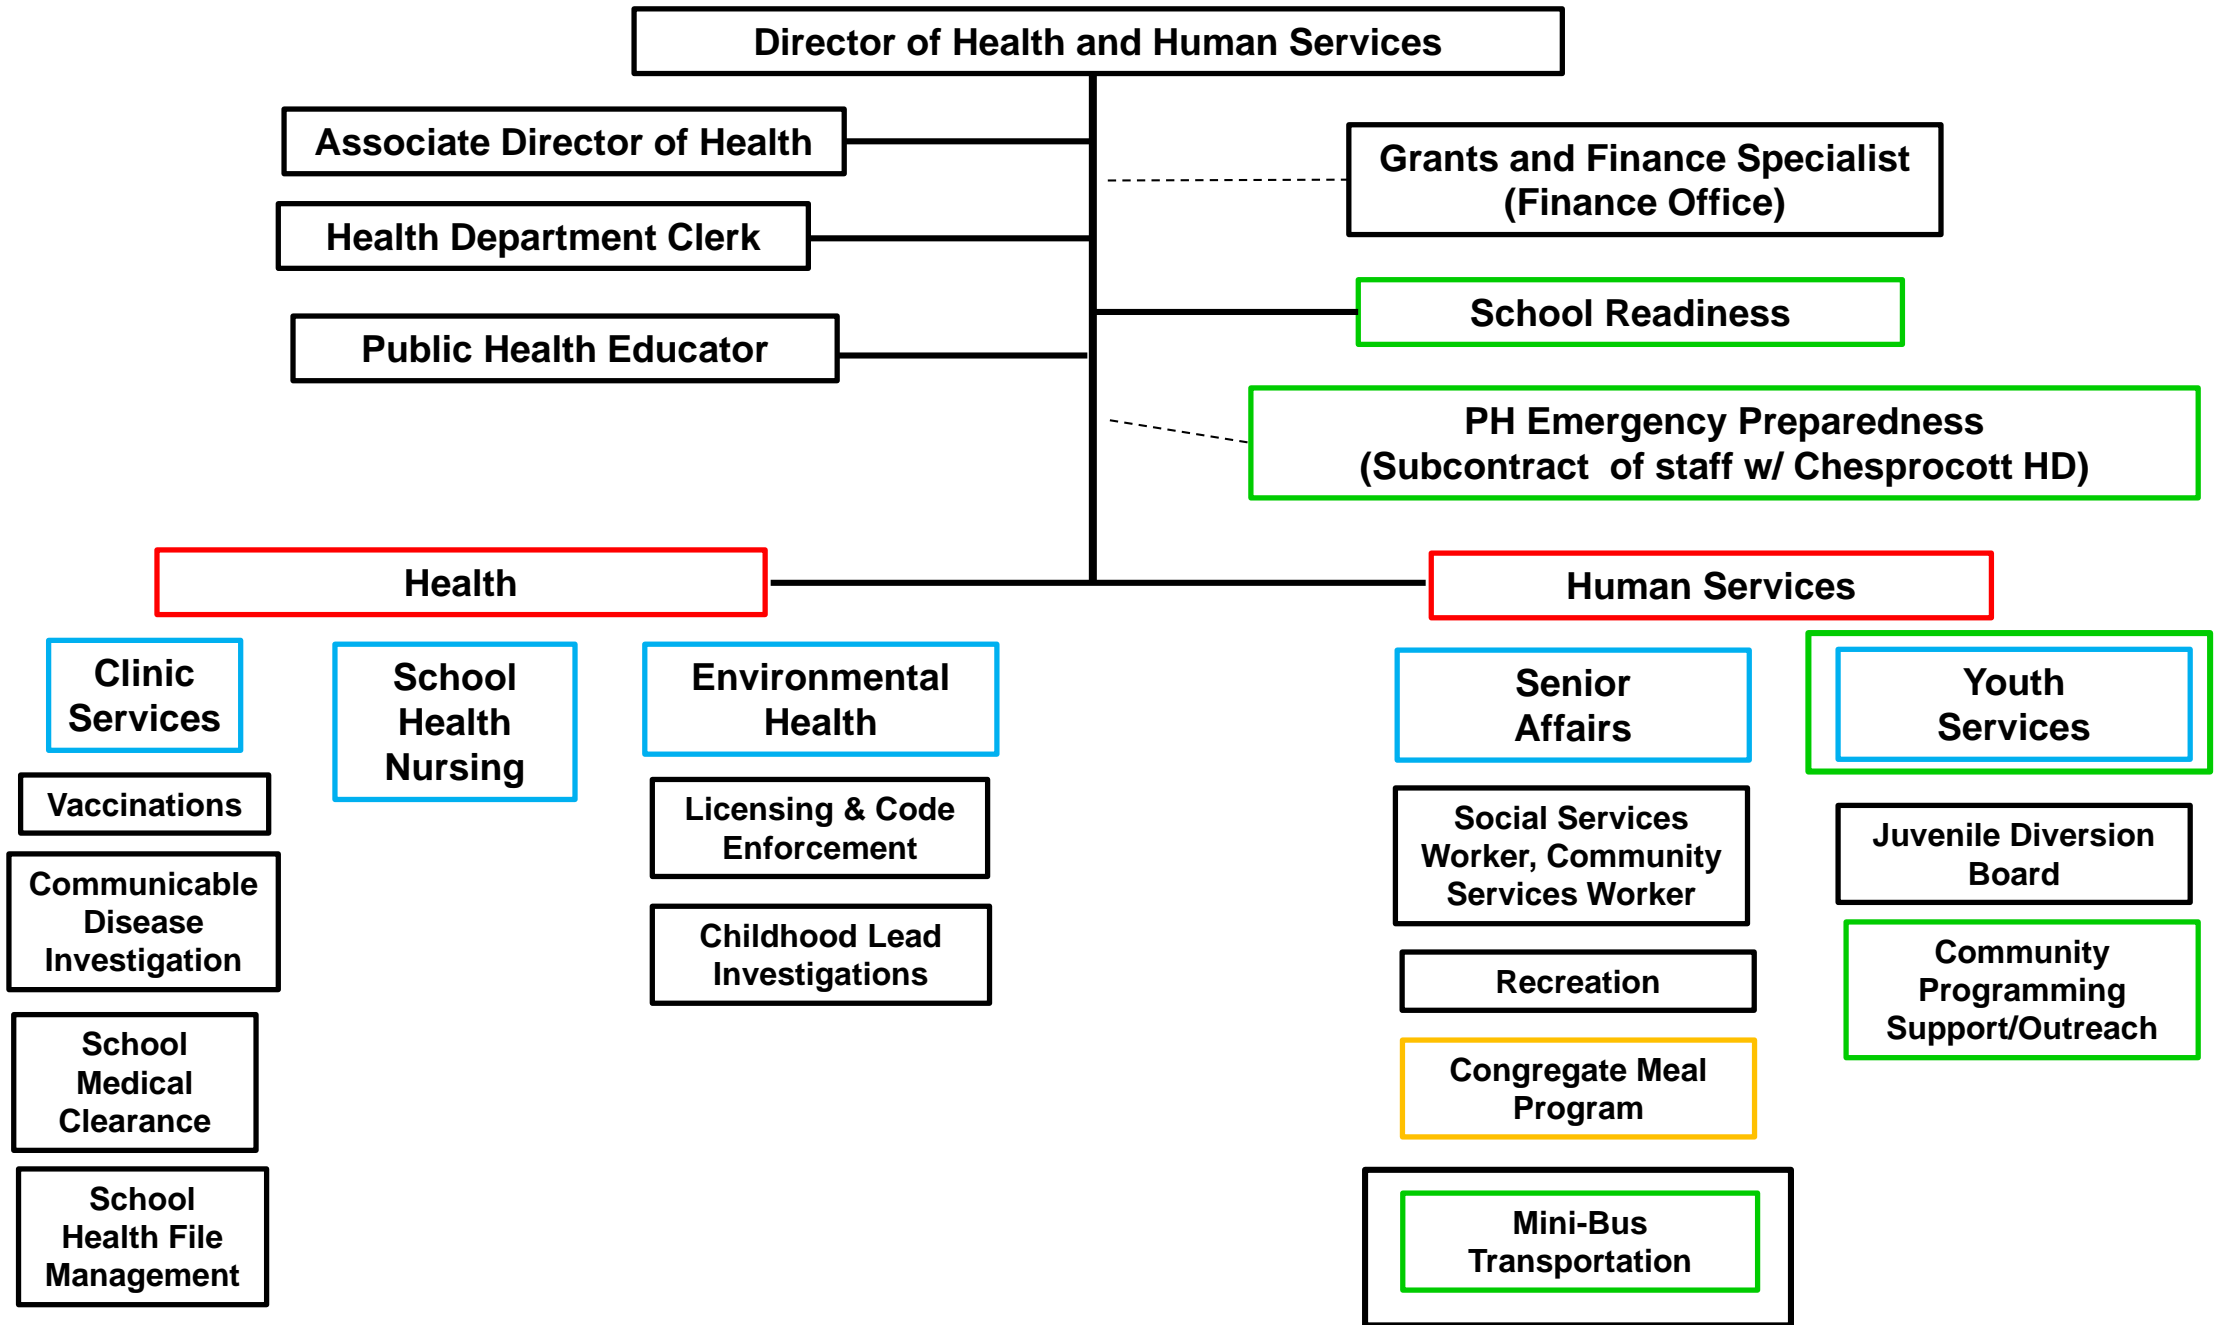 Director of Health and Human Services
Associate Director of Health
Grants and Finance Specialist
(Finance Office)
Health Department Clerk
School Readiness
Public Health Educator
PH Emergency Preparedness
(Subcontract  of staff w/ Chesprocott HD)
Health
Human Services
Clinic
Services
School
Health
Nursing
Environmental
Health
Senior
Affairs
Youth
Services
Vaccinations
Communicable
Disease
Investigation
School
Medical
Clearance
School
Health File
Management
Licensing & Code
Enforcement
Childhood Lead
Investigations
Social Services
Worker, Community
Services Worker
Recreation
Congregate Meal
Program
Mini-Bus
Transportation
Juvenile Diversion
Board
Community
Programming
Support/Outreach